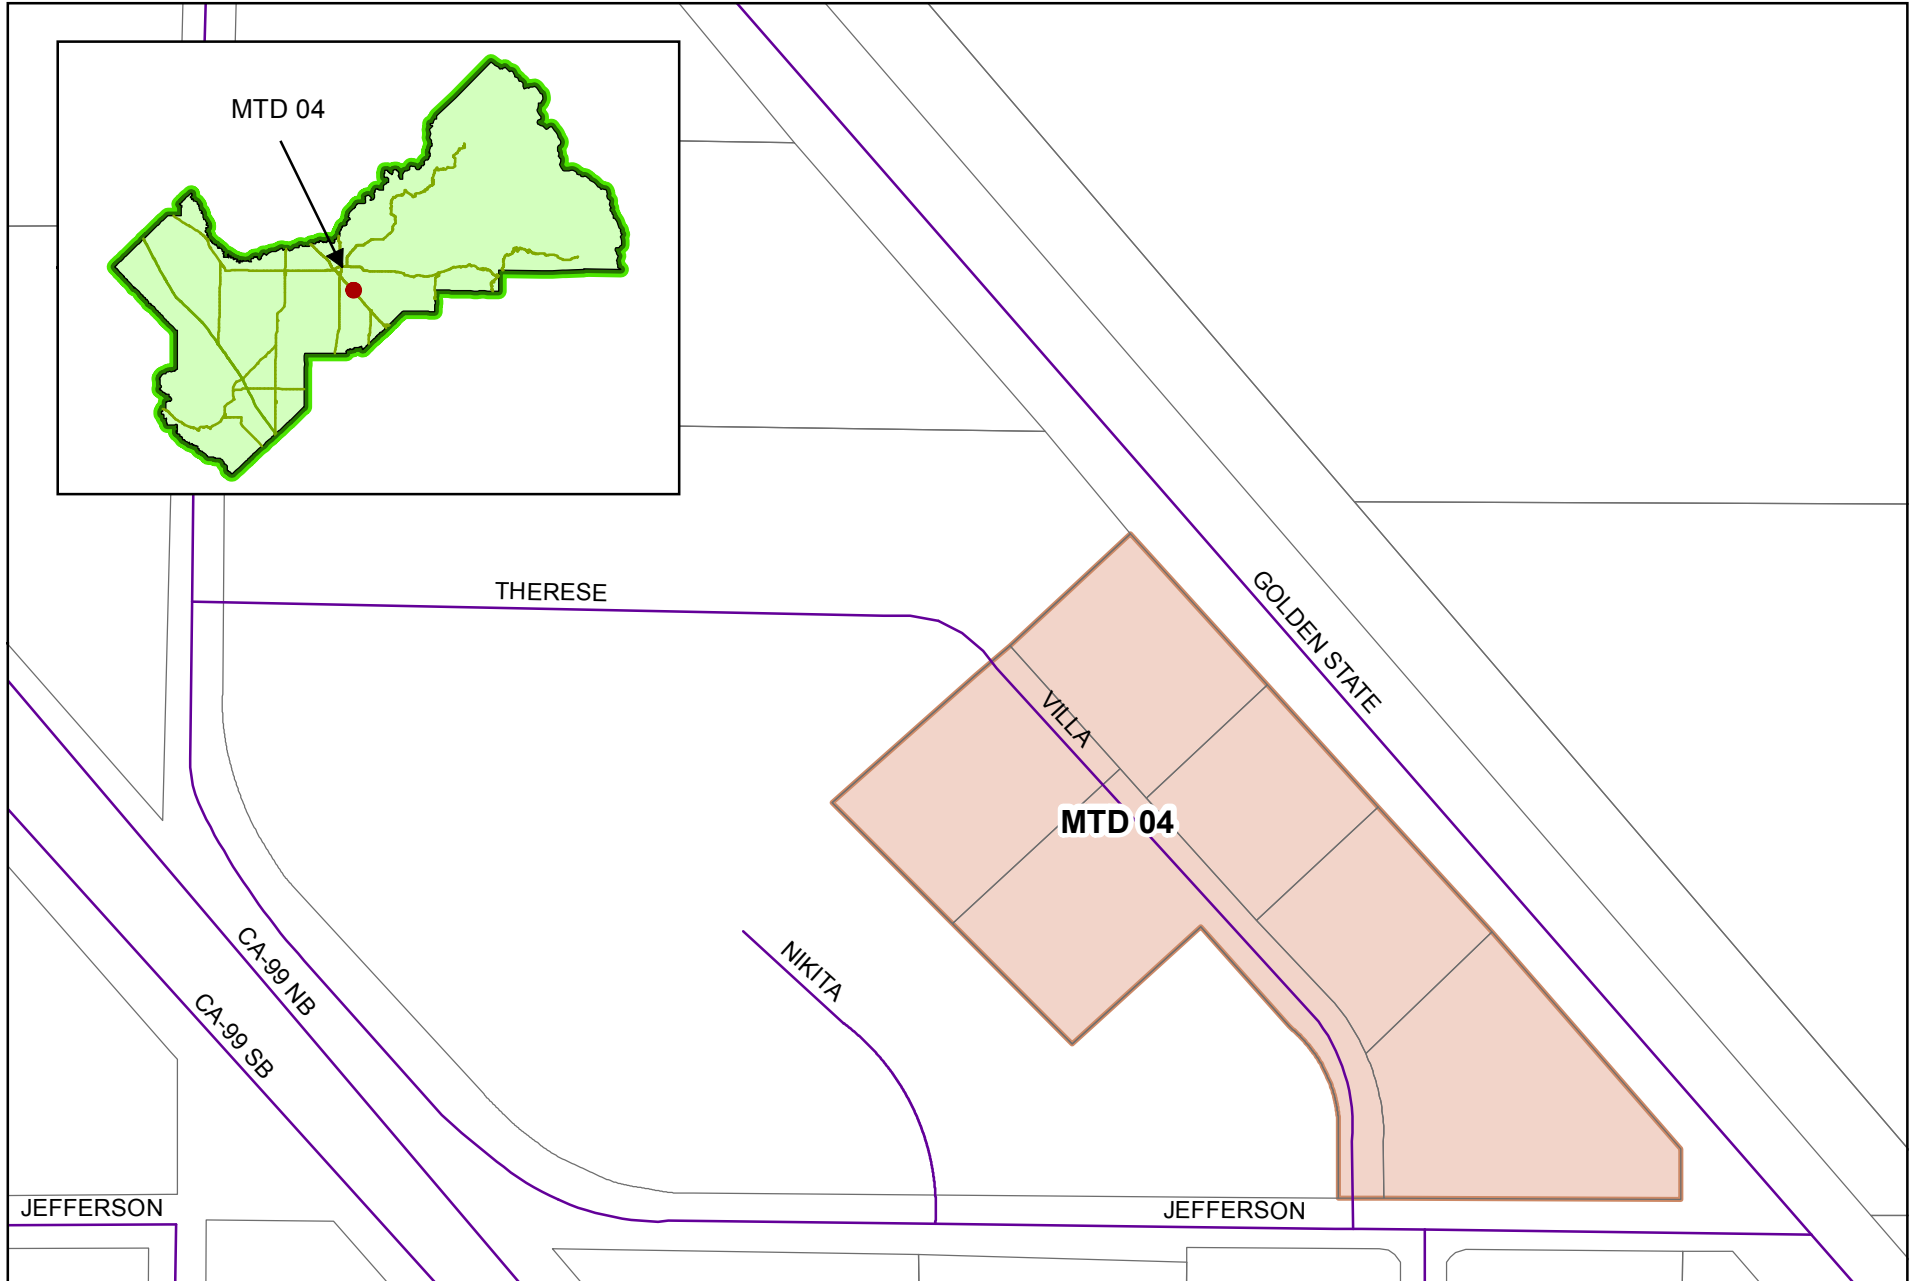 MTD 04
THERESE
GOLDEN STATE
VILLA
MTD 04
NIKITA
CA-99 NB
CA-99 SB
JEFFERSON
JEFFERSON